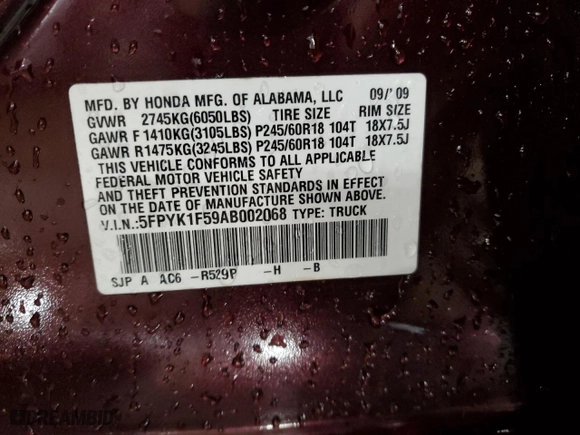 MFD. BY HONDA MFG. OF ALABAMA, LLC 09/' 09
GVWR 2745KG(6050LBS) TIRE SIZE RIM SIZE
GAWR F 1410KG(3105LBS) P245/60R18 104T 18X7.5J
GAWR R1475KG(3245LBS) P245/60R18 104T 18X7.5J
THIS VEHICLE CONFORMS TO ALL APPLICABLE
FEDERAL MOTOR VEHICLE SAFETY
AND THEFT PREVENTION STANDARDS IN EFFECT
ON THE DATE OF MANUFACTURE SHOWN ABOVE.
V.I.N.:5FPYK1F59AB002068 TYPE: TRUCK
SJP A AC6 -R529P -H -B
DREAMBID